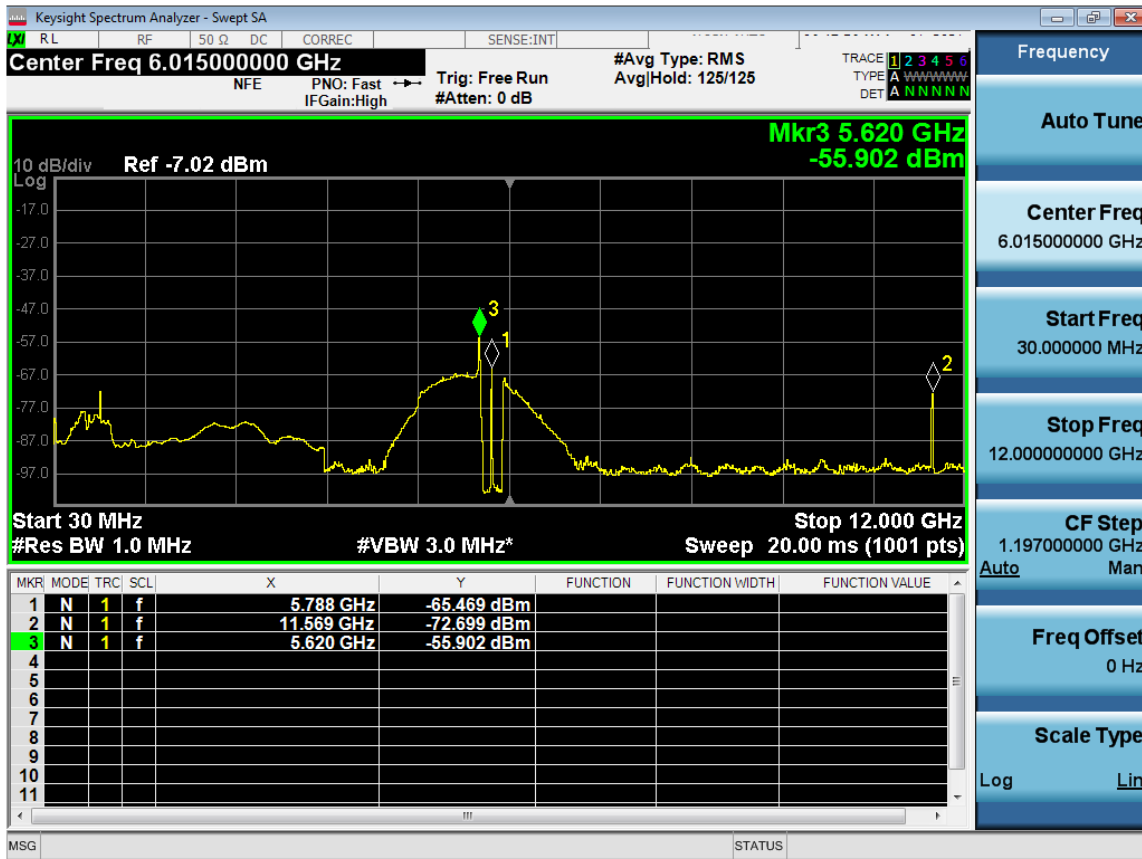 Keysight Spectrum Analyzer - Swept SA
LXI RL RF 50 Ω DC CORREC SENSE:INT
Center Freq 6.015000000 GHz
NFE PNO: Fast IFGain:High
Trig: Free Run
#Atten: 0 dB
#Avg Type: RMS
Avg|Hold: 125/125
TRACE 1 2 3 4 5 6
TYPE A WWWWW
DET A N N N N N
Mkr3 5.620 GHz
-55.902 dBm
10 dB/div Ref -7.02 dBm
Log
-17.0
-27.0
-37.0
-47.0
-57.0
-67.0
-77.0
-87.0
-97.0
3
1
2
Start 30 MHz Stop 12.000 GHz
#Res BW 1.0 MHz #VBW 3.0 MHz* Sweep 20.00 ms (1001 pts)
MKR MODE TRC SCL X Y FUNCTION FUNCTION WIDTH FUNCTION VALUE
1 N 1 f 5.788 GHz -65.469 dBm
2 N 1 f 11.569 GHz -72.699 dBm
3 N 1 f 5.620 GHz -55.902 dBm
4
5
6
7
8
9
10
11
MSG STATUS
Frequency
Auto Tune
Center Freq
6.015000000 GHz
Start Freq
30.000000 MHz
Stop Freq
12.000000000 GHz
CF Step
1.197000000 GHz
Auto Man
Freq Offset
0 Hz
Scale Type
Log Lin